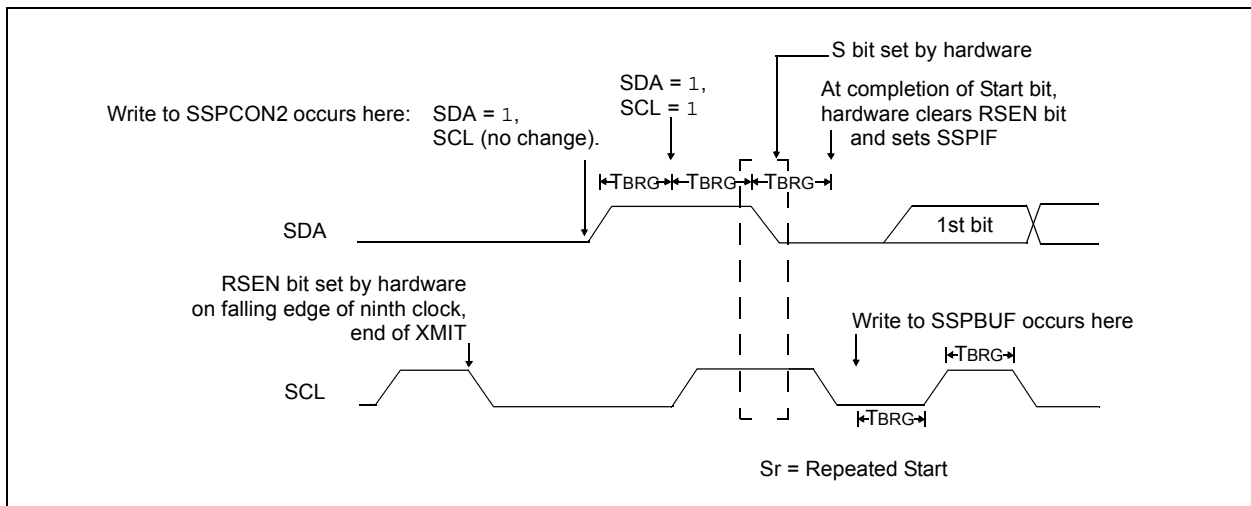 S bit set by hardware
SDA = 1,
SCL = 1
At completion of Start bit,
hardware clears RSEN bit
and sets SSPIF
Write to SSPCON2 occurs here:
SDA = 1,
SCL (no change).
TBRG
TBRG
TBRG
SDA
1st bit
RSEN bit set by hardware
on falling edge of ninth clock,
end of XMIT
Write to SSPBUF occurs here
TBRG
SCL
TBRG
Sr = Repeated Start